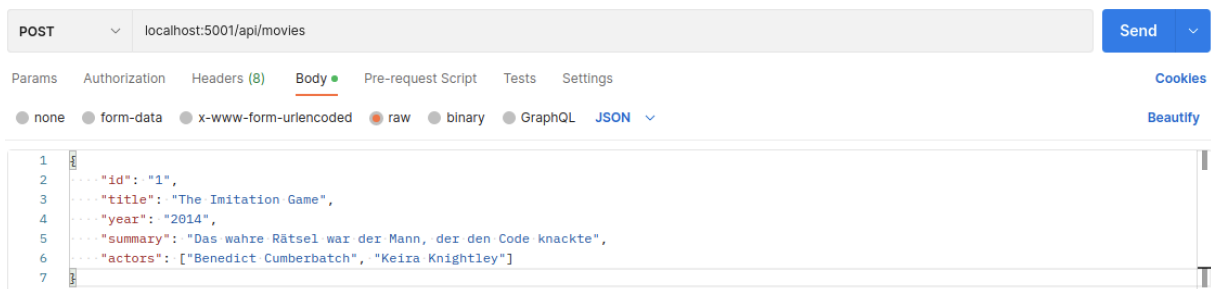 POST localhost:5001/api/movies Send
Params Authorization Headers (8) Body Pre-request Script Tests Settings Cookies
none form-data x-www-form-urlencoded raw binary GraphQL JSON Beautify
1 {
2 "id": "1",
3 "title": "The Imitation Game",
4 "year": "2014",
5 "summary": "Das wahre Rätsel war der Mann, der den Code knackte",
6 "actors": ["Benedict Cumberbatch", "Keira Knightley"]
7 }